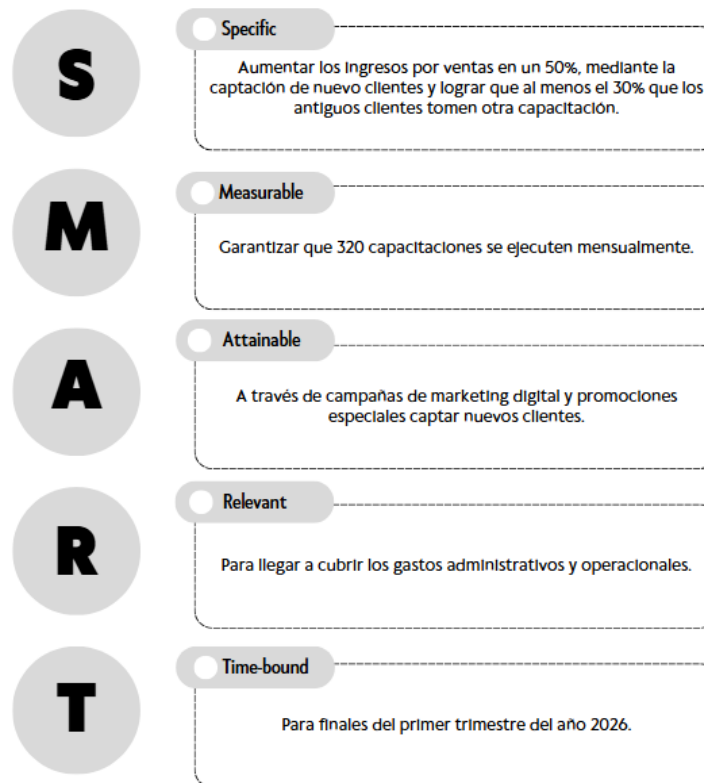 S
Specific
Aumentar los ingresos por ventas en un 50%, mediante la
captación de nuevo clientes y lograr que al menos el 30% que los
antiguos clientes tomen otra capacitación.
M
Measurable
Garantizar que 320 capacitaciones se ejecuten mensualmente.
A
Attainable
A través de campañas de marketing digital y promociones
especiales captar nuevos clientes.
R
Relevant
Para llegar a cubrir los gastos administrativos y operacionales.
T
Time-bound
Para finales del primer trimestre del año 2026.